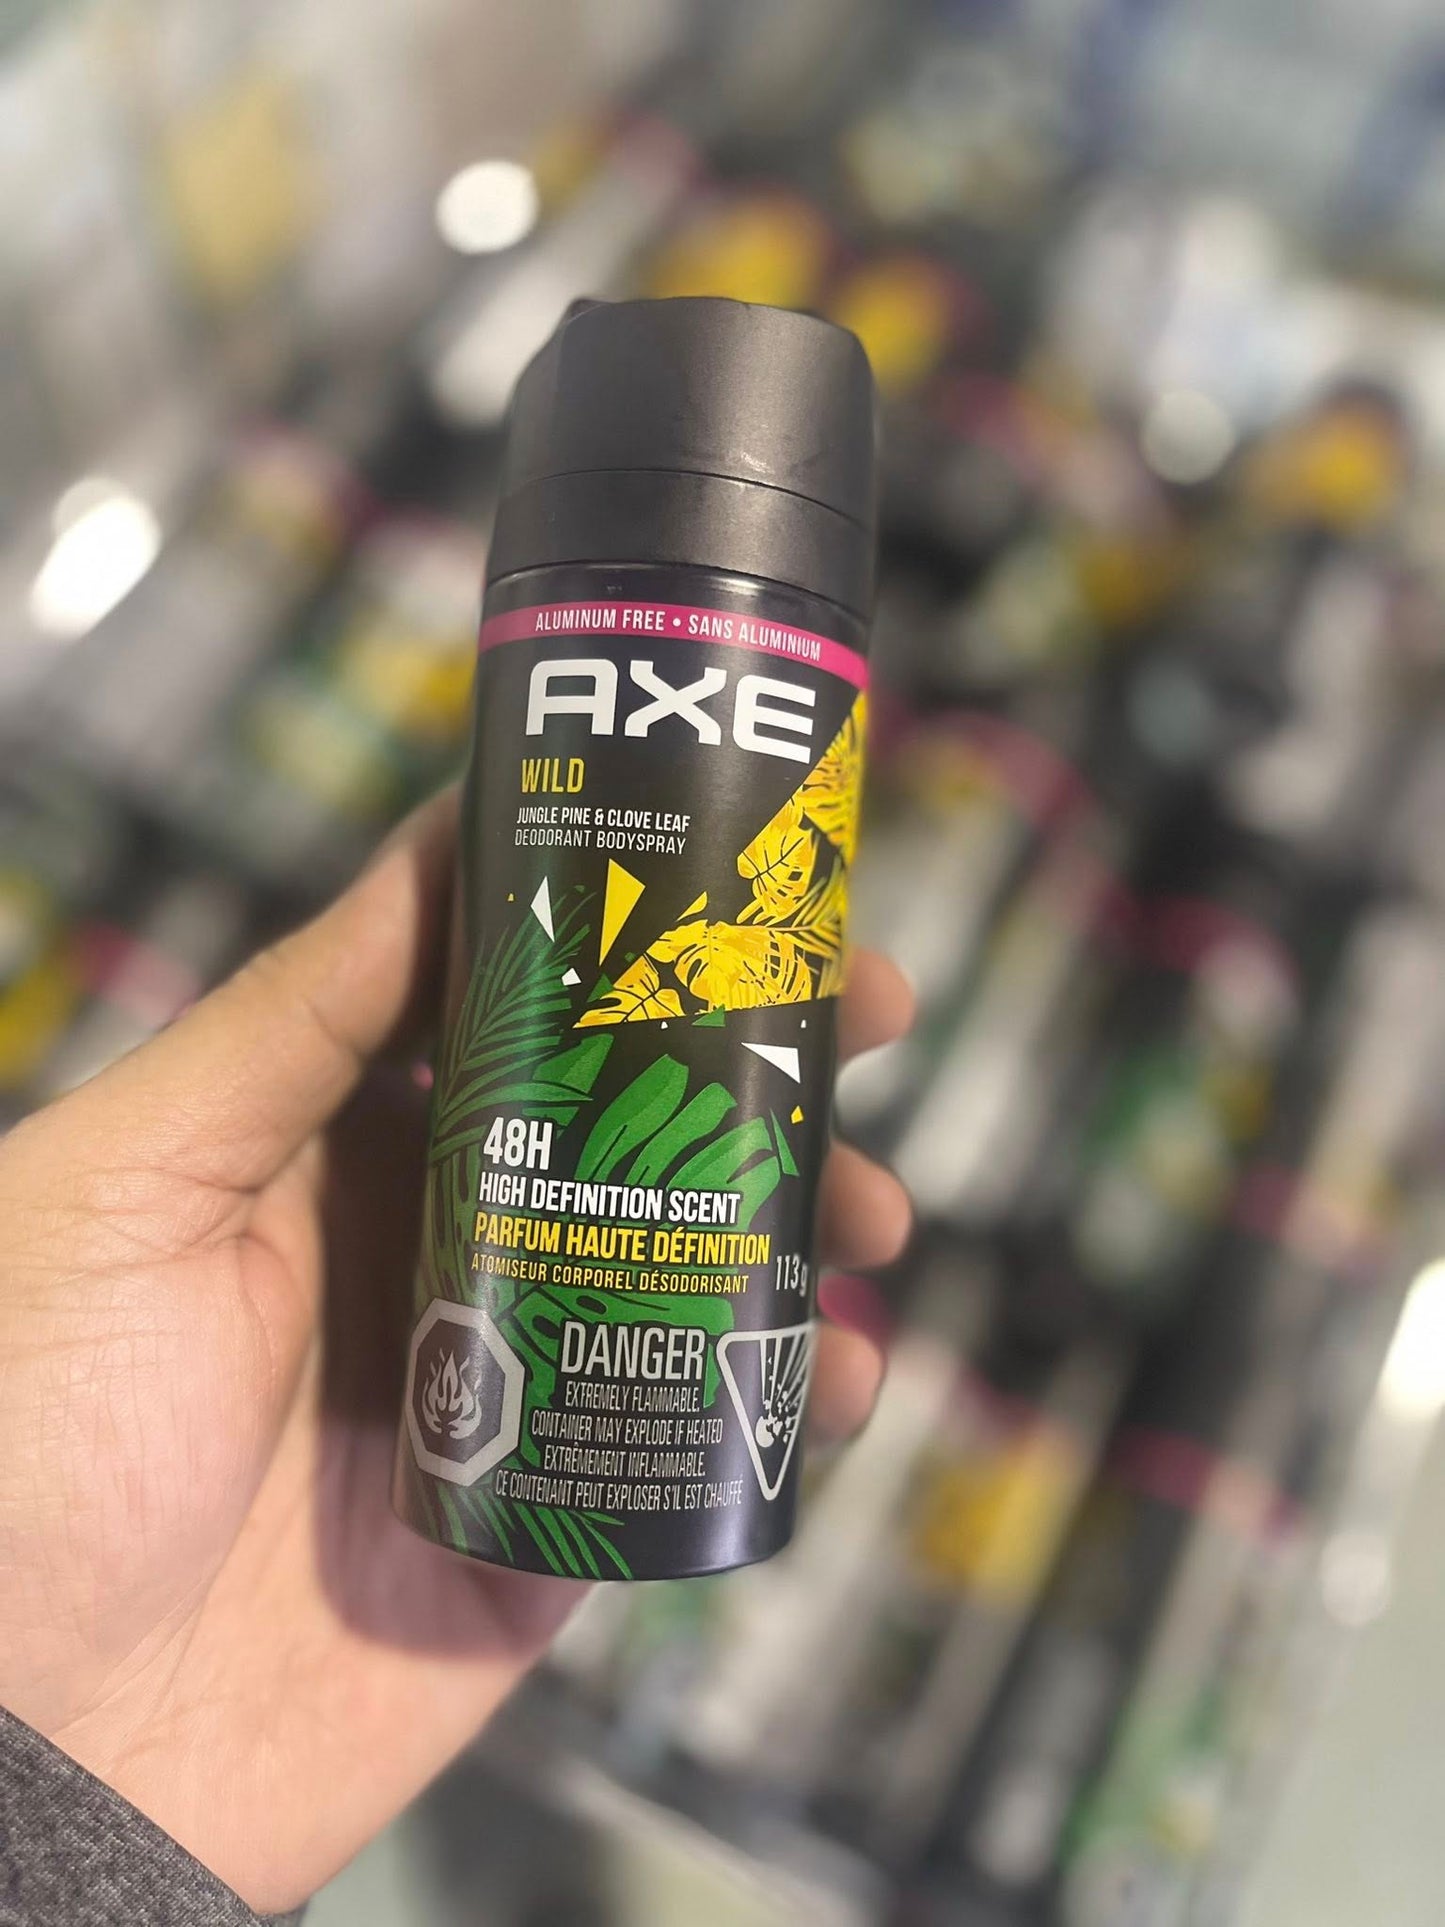 ALUMINUM FREE • SANS ALUMINIUM
AXE
WILD
JUNGLE PINE & CLOVE LEAF
DEODORANT BODYSPRAY
48H
HIGH DEFINITION SCENT
PARFUM HAUTE DÉFINITION
ATOMISEUR CORPOREL DÉSODORISANT 113g
DANGER
EXTREMELY FLAMMABLE.
CONTAINER MAY EXPLODE IF HEATED
EXTRÊMEMENT INFLAMMABLE.
CE CONTENANT PEUT EXPLOSER S'IL EST CHAUFFÉ